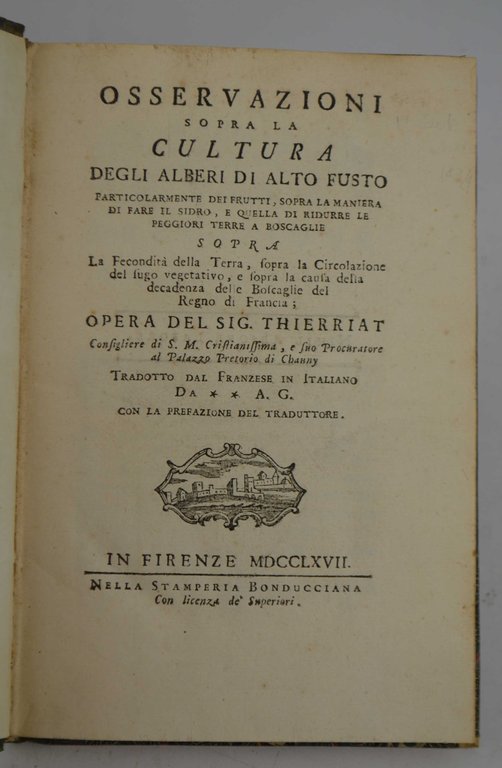 OSSERVAZIONI
SOPRA LA
CULTURA
DEGLI ALBERI DI ALTO FUSTO
PARTICOLARMENTE DEI FRUTTI, SOPRA LA MANIERA
DI FARE IL SIDRO, E QUELLA DI RIDURRE LE
PEGGIORI TERRE A BOSCAGLIE
SOPRA
La Fecondità della Terra, ſopra la Circolazione
del ſugo vegetativo, e ſopra la cauſa della
decadenza delle Boſcaglie del
Regno di Francia;
OPERA DEL SIG. THIERRIAT
Conſigliere di S. M. Criſtianiſſima, e ſuo Procuratore
al Palazzo Pretorio di Chauny
TRADOTTO DAL FRANZESE IN ITALIANO
DA ★ ★ A. G.
CON LA PREFAZIONE DEL TRADUTTORE.
IN FIRENZE MDCCLXVII.
NELLA STAMPERIA BONDUCCIANA
Con licenza de' Superiori.